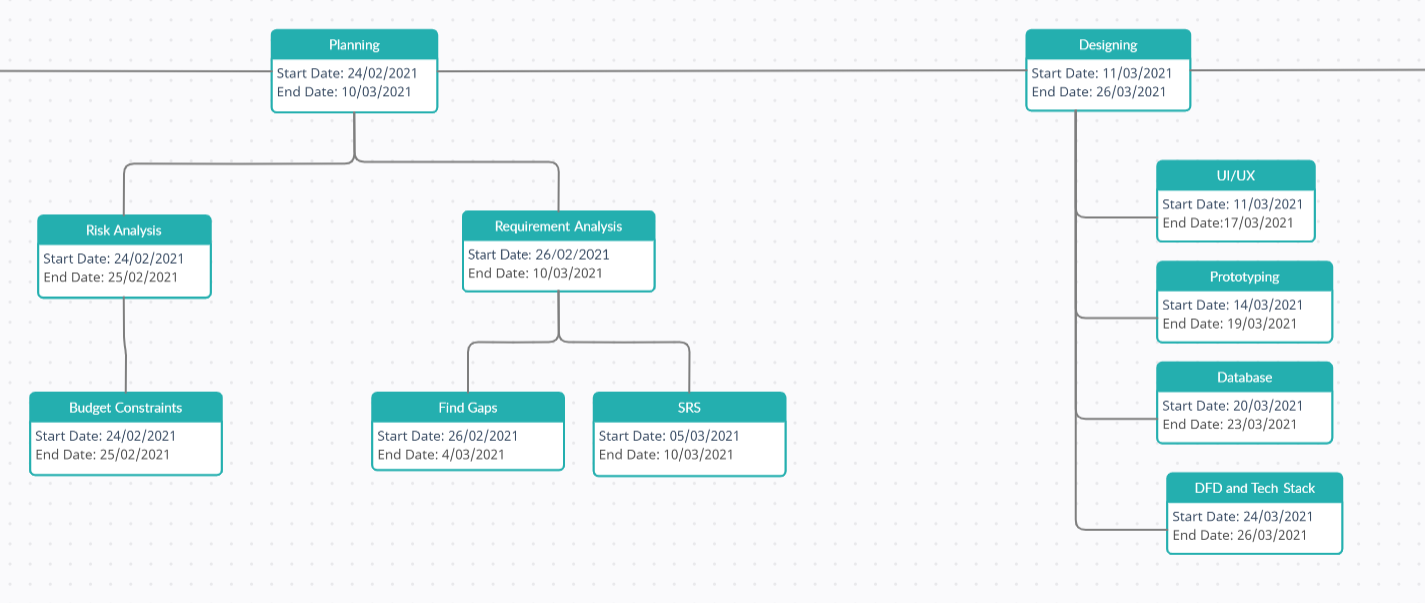 Planning
Start Date: 24/02/2021
End Date: 10/03/2021
Designing
Start Date: 11/03/2021
End Date: 26/03/2021
Risk Analysis
Start Date: 24/02/2021
End Date: 25/02/2021
Requirement Analysis
Start Date: 26/02/2021
End Date: 10/03/2021
Budget Constraints
Start Date: 24/02/2021
End Date: 25/02/2021
Find Gaps
Start Date: 26/02/2021
End Date: 4/03/2021
SRS
Start Date: 05/03/2021
End Date: 10/03/2021
UI/UX
Start Date: 11/03/2021
End Date:17/03/2021
Prototyping
Start Date: 14/03/2021
End Date: 19/03/2021
Database
Start Date: 20/03/2021
End Date: 23/03/2021
DFD and Tech Stack
Start Date: 24/03/2021
End Date: 26/03/2021